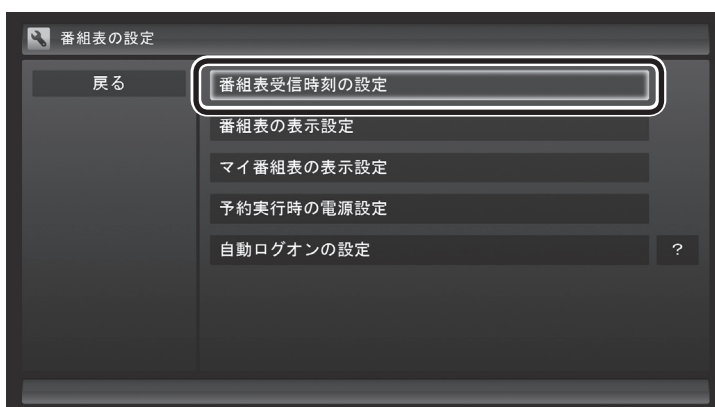 番組表の設定
戻る
番組表受信時刻の設定
番組表の表示設定
マイ番組表の表示設定
予約実行時の電源設定
自動ログオンの設定
?